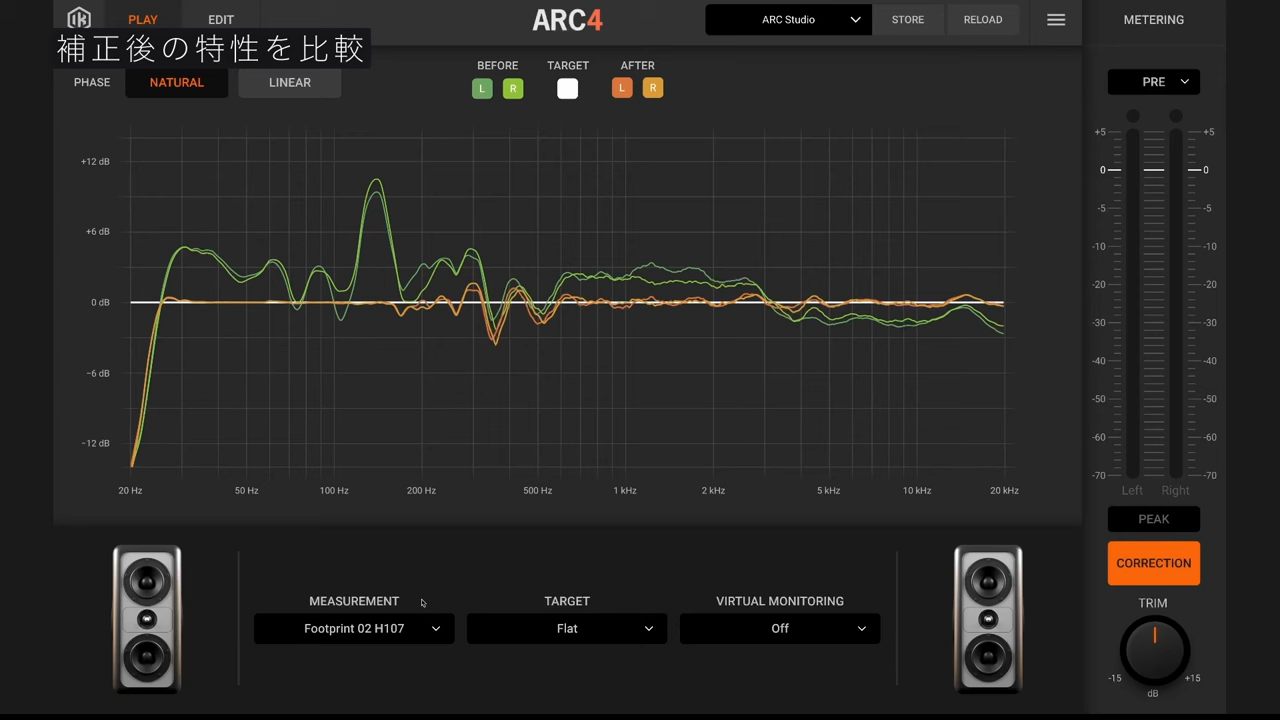 PLAY
EDIT
ARC4
ARC Studio
STORE
RELOAD
METERING
補正後の特性を比較
PHASE
NATURAL
LINEAR
BEFORE
TARGET
AFTER
L
R
L
R
PRE
+12 dB
+6 dB
0 dB
-6 dB
-12 dB
20 Hz
50 Hz
100 Hz
200 Hz
500 Hz
1 kHz
2 kHz
5 kHz
10 kHz
20 kHz
+5
+5
0
0
-5
-5
-10
-10
-20
-20
-30
-30
-40
-40
-50
-50
-60
-60
-70
-70
Left
Right
PEAK
CORRECTION
MEASUREMENT
TARGET
VIRTUAL MONITORING
Footprint 02 H107
Flat
Off
TRIM
-15
+15
dB